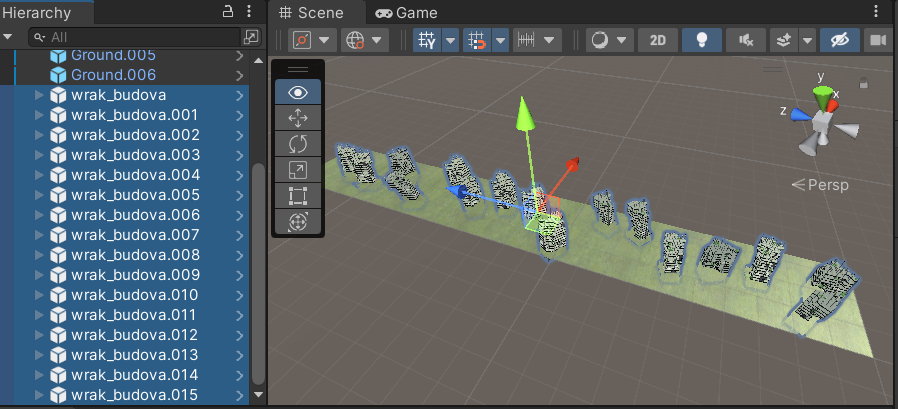 Hierarchy
All
Ground.005
Ground.006
wrak_budova
wrak_budova.001
wrak_budova.002
wrak_budova.003
wrak_budova.004
wrak_budova.005
wrak_budova.006
wrak_budova.007
wrak_budova.008
wrak_budova.009
wrak_budova.010
wrak_budova.011
wrak_budova.012
wrak_budova.013
wrak_budova.014
wrak_budova.015
Scene Game
2D
y
x
z
Persp